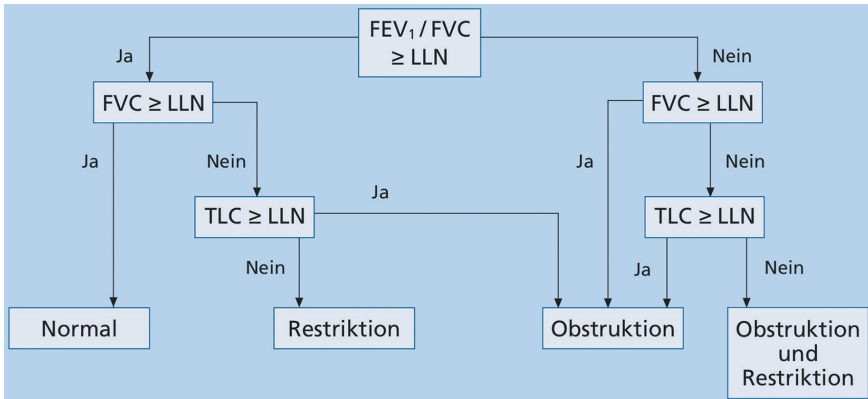 FEV₁ / FVC
≥ LLN
Ja
Nein
FVC ≥ LLN
FVC ≥ LLN
Ja
Nein
Ja
Nein
TLC ≥ LLN
Ja
TLC ≥ LLN
Nein
Ja
Nein
Normal
Restriktion
Obstruktion
Obstruktion
und
Restriktion